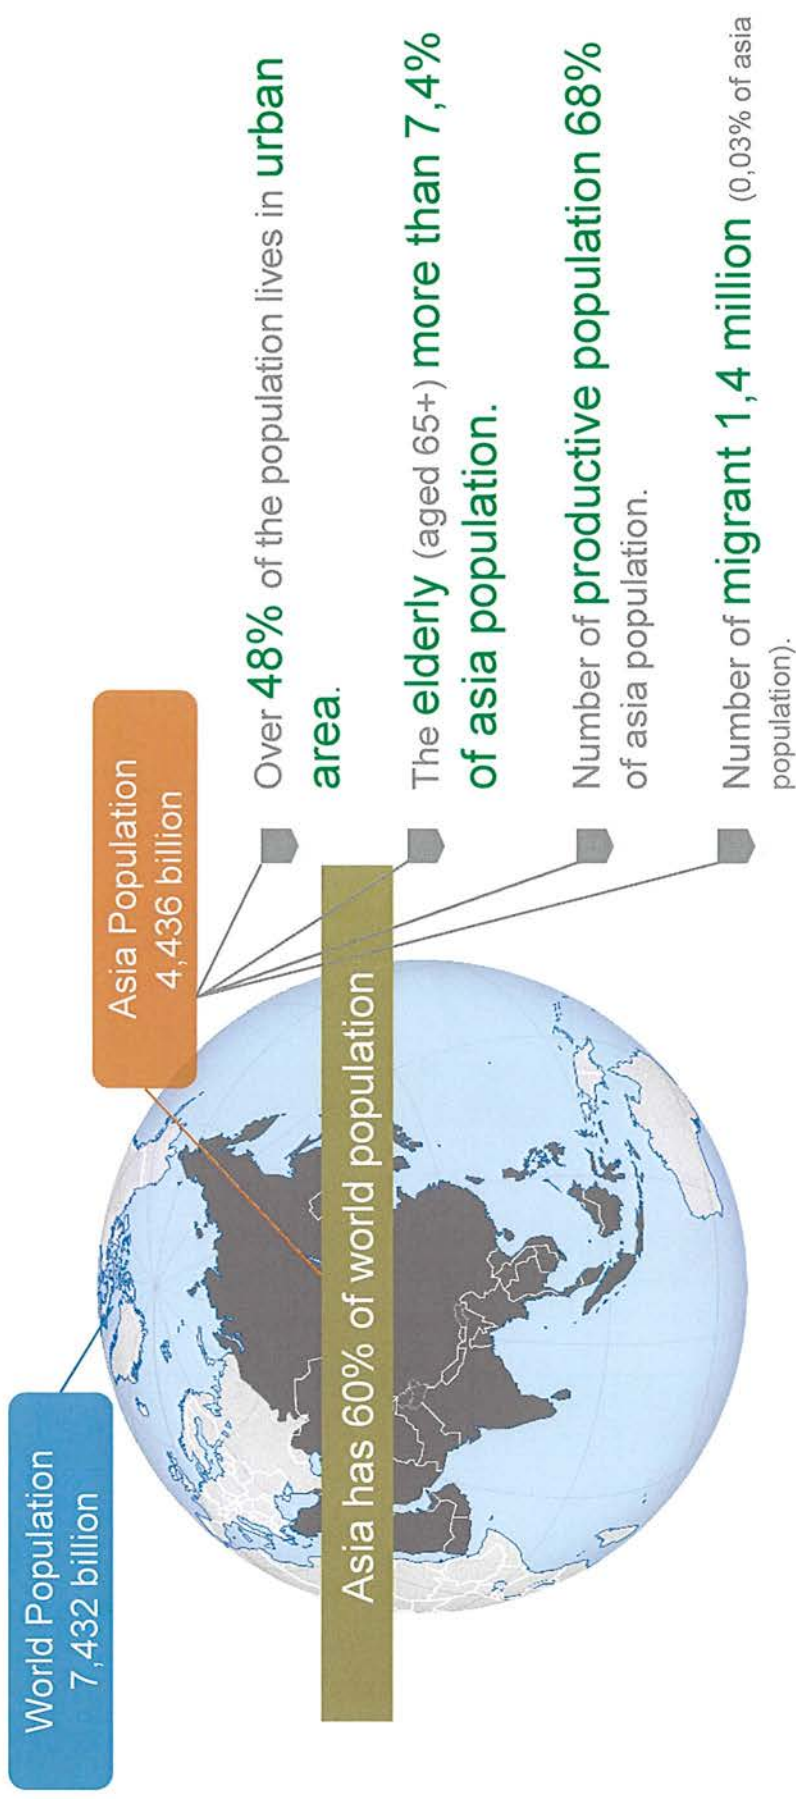 World Population
7,432 billion
Asia Population
4,436 billion
Asia has 60% of world population
Over 48% of the population lives in urban
area.
The elderly (aged 65+) more than 7,4%
of asia population.
Number of productive population 68%
of asia population.
Number of migrant 1,4 million (0,03% of asia
population).